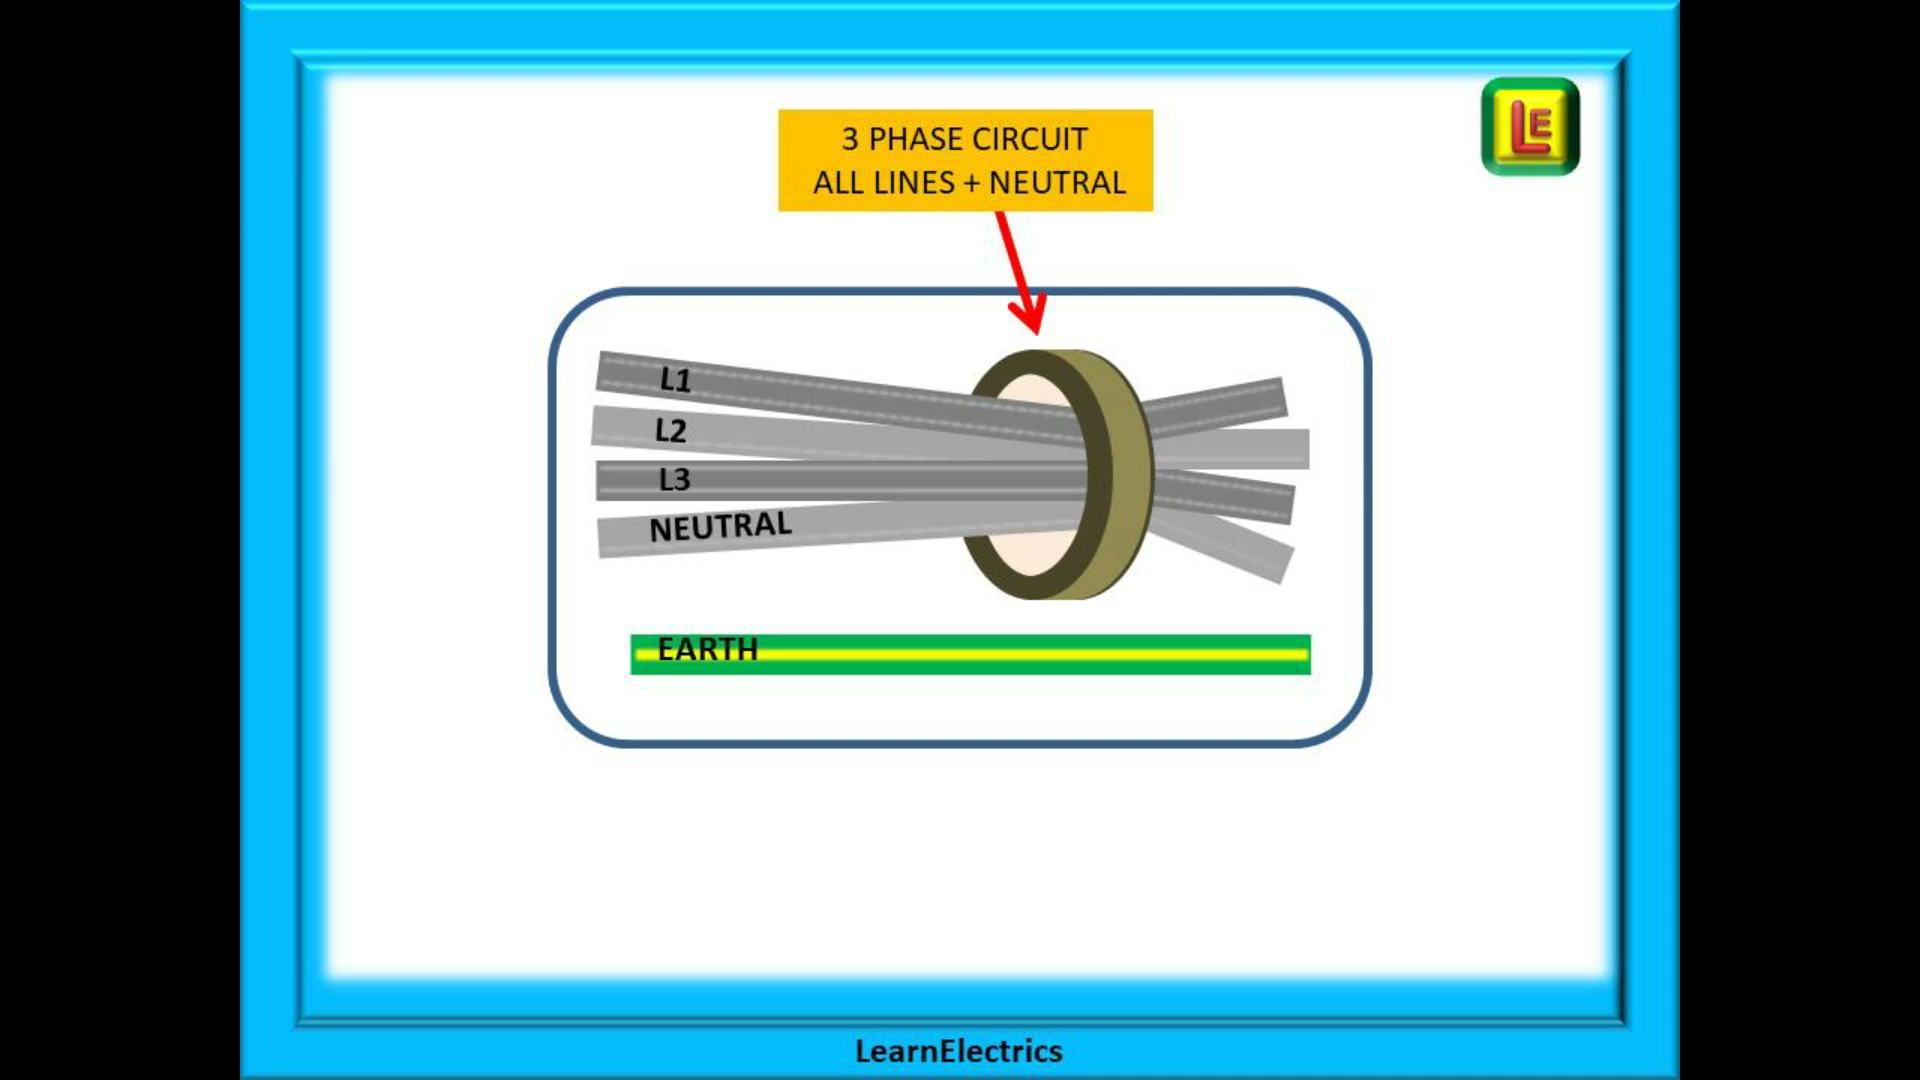 3 PHASE CIRCUIT
ALL LINES + NEUTRAL
LE
L1
L2
L3
NEUTRAL
EARTH
LearnElectrics